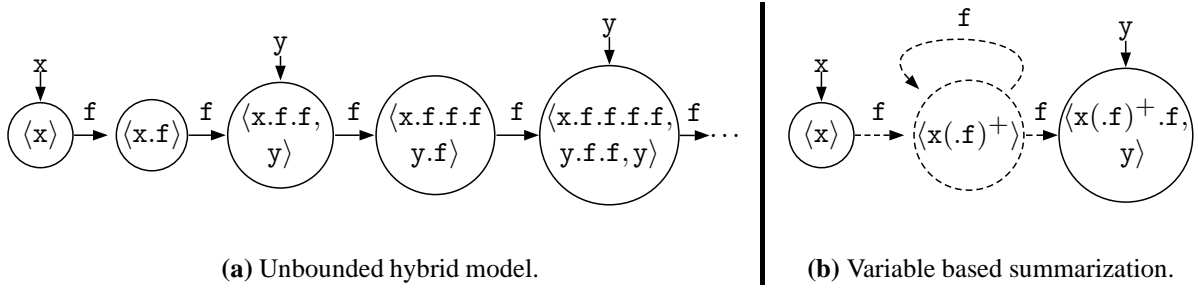 x
y
y
f
f
f
f
f
⟨x⟩
⟨x.f⟩
⟨x.f.f,
y⟩
⟨x.f.f.f
y.f⟩
⟨x.f.f.f.f,
y.f.f,y⟩
...
(a) Unbounded hybrid model.
f
x
y
f
f
⟨x⟩
⟨x(.f)⁺⟩
⟨x(.f)⁺.f,
y⟩
(b) Variable based summarization.